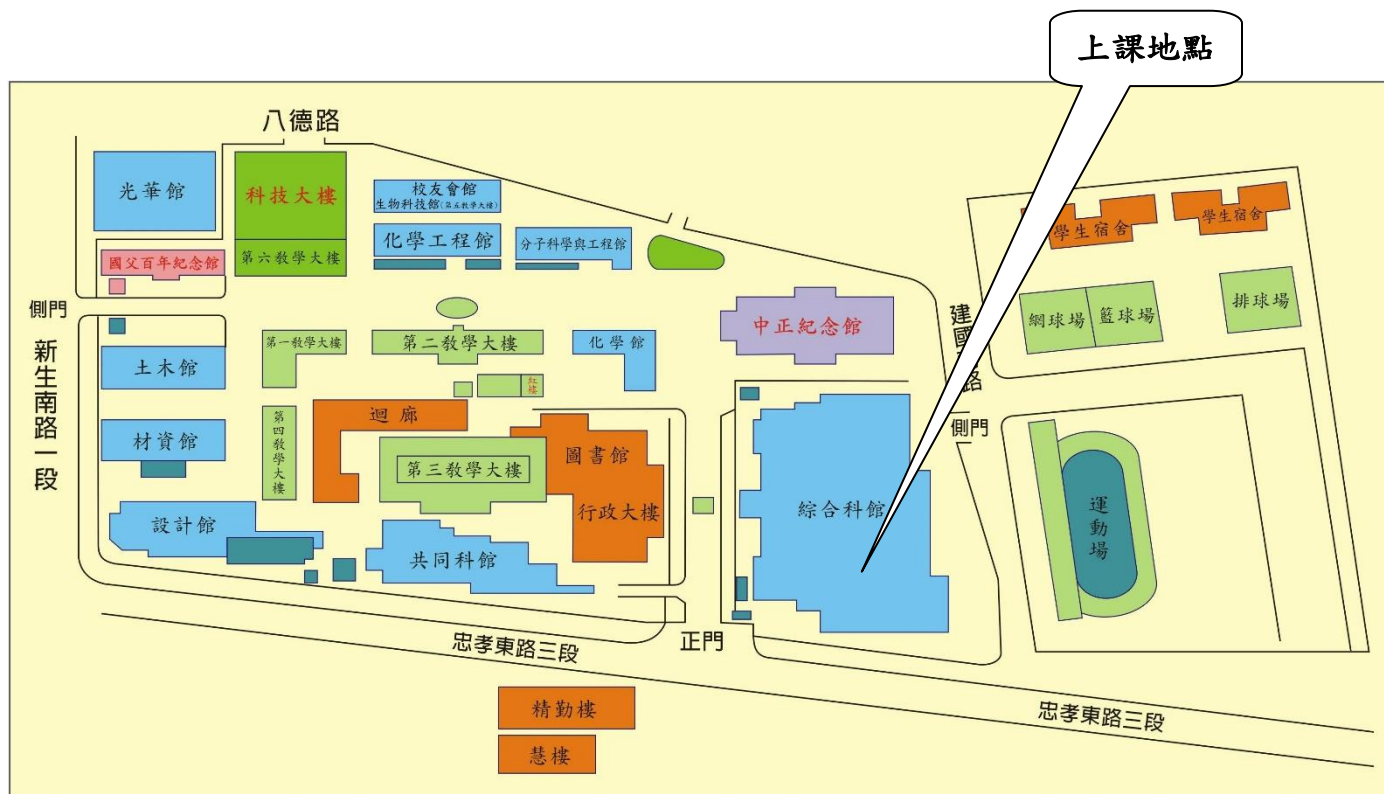 上課地點
八德路
光華館
科技大樓
校友會館
生物科技館(第五教學大樓)
化學工程館
分子科學與工程館
國父百年紀念館
第六教學大樓
學生宿舍
學生宿舍
側門
新生南路一段
土木館
第一教學大樓
第二教學大樓
化學館
中正紀念館
網球場
籃球場
排球場
紅樓
迴廊
第四教學大樓
材資館
第三教學大樓
圖書館
行政大樓
側門
綜合科館
運動場
設計館
共同科館
忠孝東路三段
正門
精勤樓
慧樓
忠孝東路三段